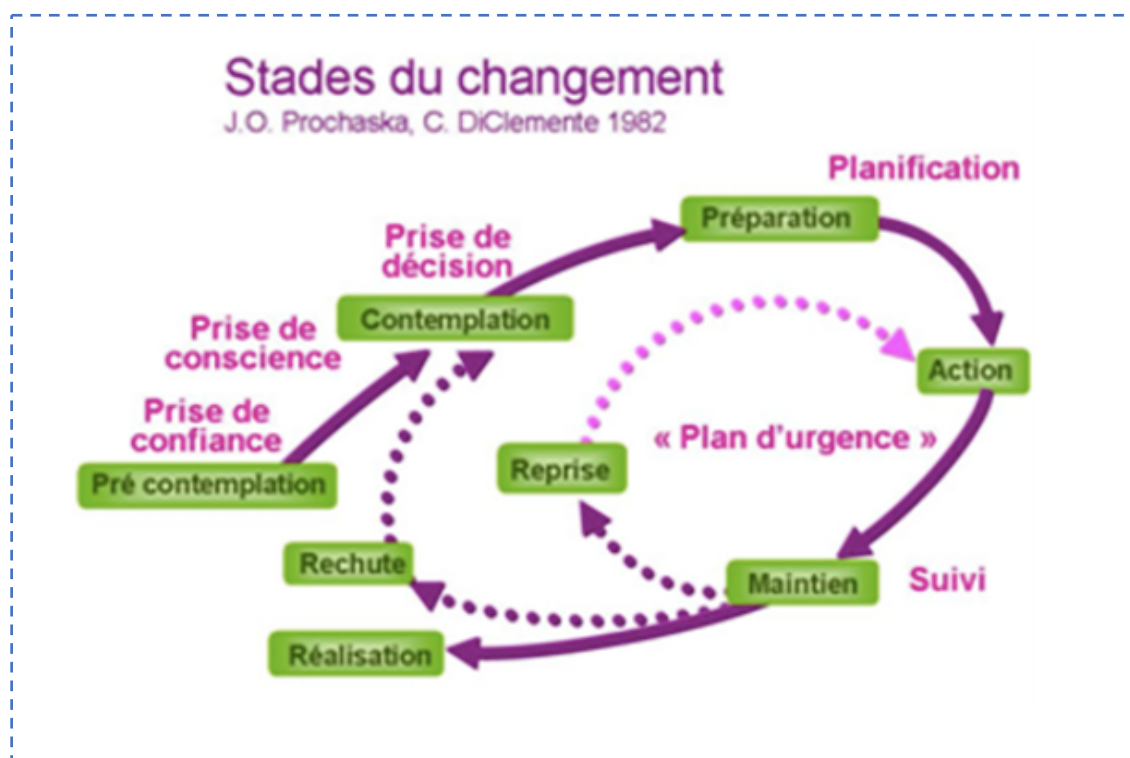 Stades du changement
J.O. Prochaska, C. DiClemente 1982
Planification
Préparation
Prise de
décision
Contemplation
Prise de
conscience
Action
Prise de
confiance
« Plan d’urgence »
Reprise
Pré contemplation
Rechute
Maintien
Suivi
Réalisation